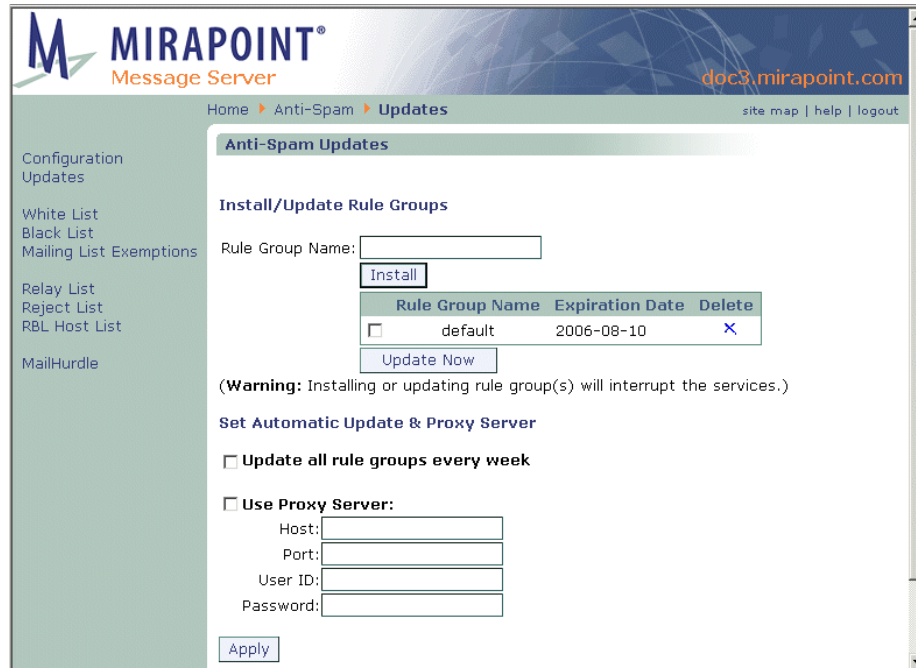 MIRAPOINT®
Message Server
doc3.mirapoint.com
Home Anti-Spam Updates
site map | help | logout
Configuration
Updates
White List
Black List
Mailing List Exemptions
Relay List
Reject List
RBL Host List
MailHurdle
Anti-Spam Updates
Install/Update Rule Groups
Rule Group Name:
Install
Rule Group Name Expiration Date Delete
default 2006-08-10
Update Now
(Warning: Installing or updating rule group(s) will interrupt the services.)
Set Automatic Update & Proxy Server
Update all rule groups every week
Use Proxy Server:
Host:
Port:
User ID:
Password:
Apply